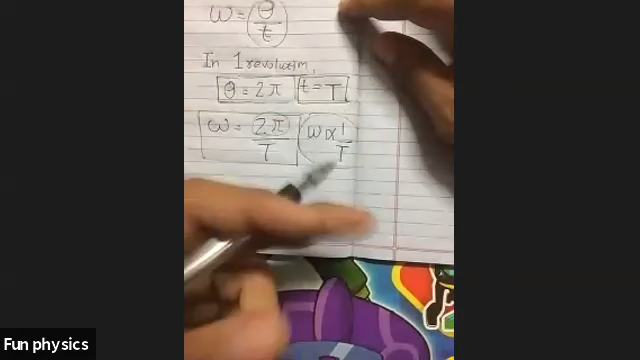 ω = θ/t
In 1 revolution,
θ = 2π t = T
ω = 2π/T ω ∝ 1/T
Fun physics